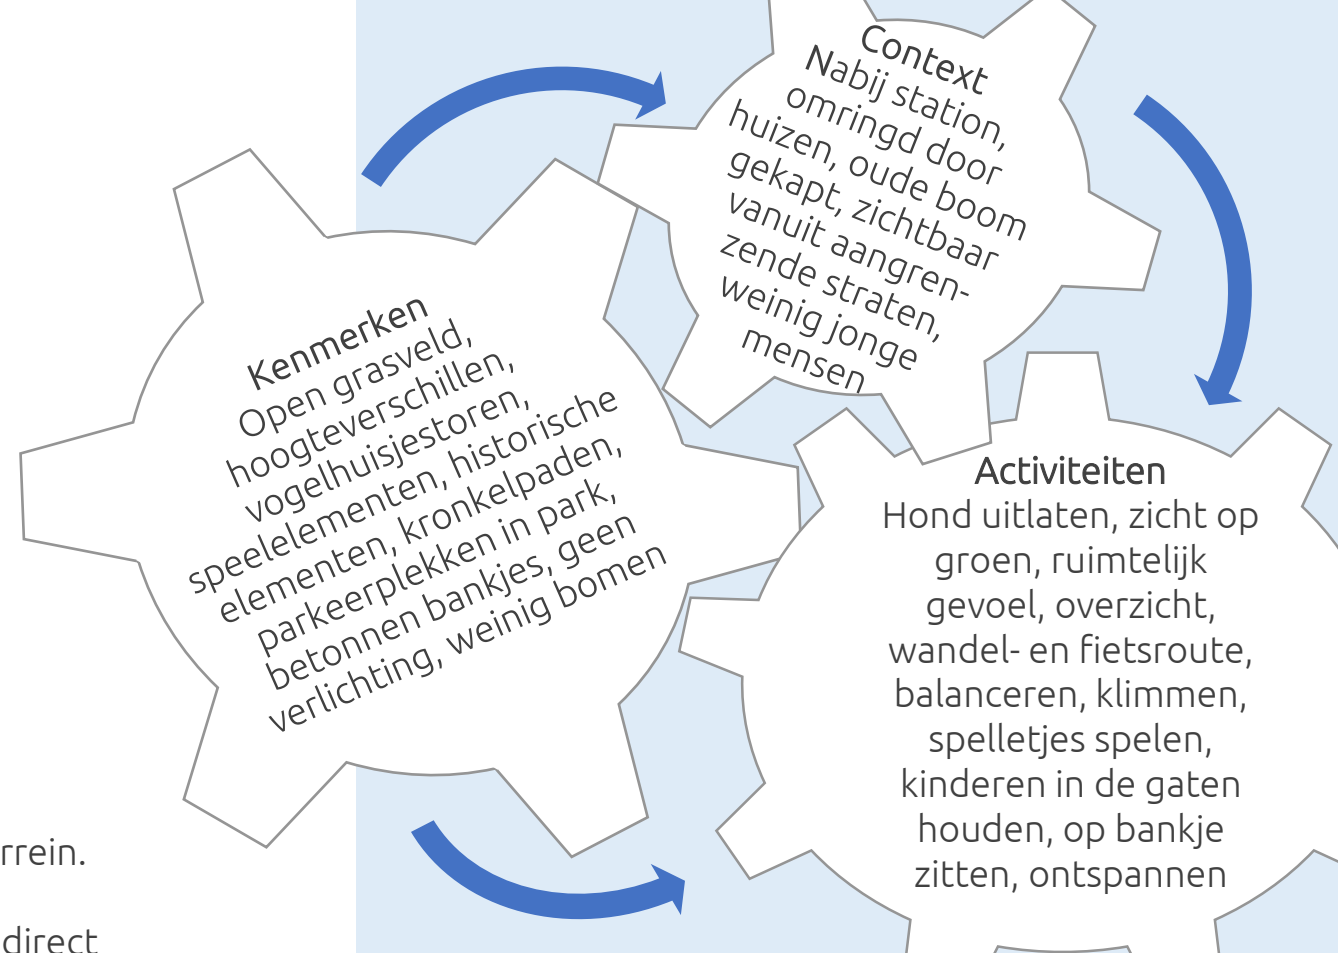 Context
Nabij station,
omringd door
huizen, oude boom
gekapt, zichtbaar
vanuit aangren-
zende straten,
weinig jonge
mensen
Kenmerken
Open grasveld,
hoogteverschillen,
vogelhuisjestoren,
speelelementen, historische
elementen, kronkelpaden,
parkeerplekken in park,
betonnen bankjes, geen
verlichting, weinig bomen
Activiteiten
Hond uitlaten, zicht op
groen, ruimtelijk
gevoel, overzicht,
wandel- en fietsroute,
balanceren, klimmen,
spelletjes spelen,
kinderen in de gaten
houden, op bankje
zitten, ontspannen
rrein.
direct